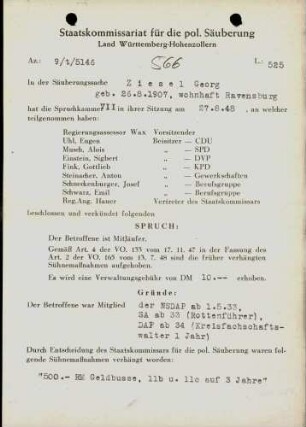 Staatskommissariat für die pol. Säuberung
Land Württemberg-Hohenzollern
Az.: 9/1/5146 566 L: 525
In der Säuberungssache Ziesel Georg
geb. 26.5.1907, wohnhaft Ravensburg
hat die Spruchkammer VII in ihrer Sitzung am 27.8.48 , an welcher
teilgenommen haben:
Regierungsassessor Wax Vorsitzender
Uhl, Eugen Beisitzer — CDU
Musch, Alois „ — SPD
Einstein, Sigbert „ — DVP
Fink, Gottlieb „ — KPD
Steinacher, Anton „ — Gewerkschaften
Schneckenburger, Josef „ — Berufsgruppe
Schwarz, Emil „ — Berufsgruppe
Reg.Ang. Hauer Vertreter des Staatskommissars
beschlossen und verkündet folgenden
SPRUCH:
Der Betroffene ist Mitläufer.
Gemäß Art. 4 der VO. 133 vom 17. 11. 47 in der Fassung des
Art. 2 der VO. 165 vom 13. 7. 48 sind die früher verhängten
Sühnemaßnahmen aufgehoben.
Es wird eine Verwaltungsgebühr von DM 10.-- erhoben.
Gründe:
Der Betroffene war Mitglied der NSDAP ab 1.5.33,
SA ab 33 (Rottenführer),
DAF ab 34 (Kreisfachschafts-
walter 1 Jahr)
Durch Entscheidung des Staatskommissars für die pol. Säuberung waren fol-
gende Sühnemaßnahmen verhängt worden:
"500.- RM Geldbusse, 11b u. 11c auf 3 Jahre"